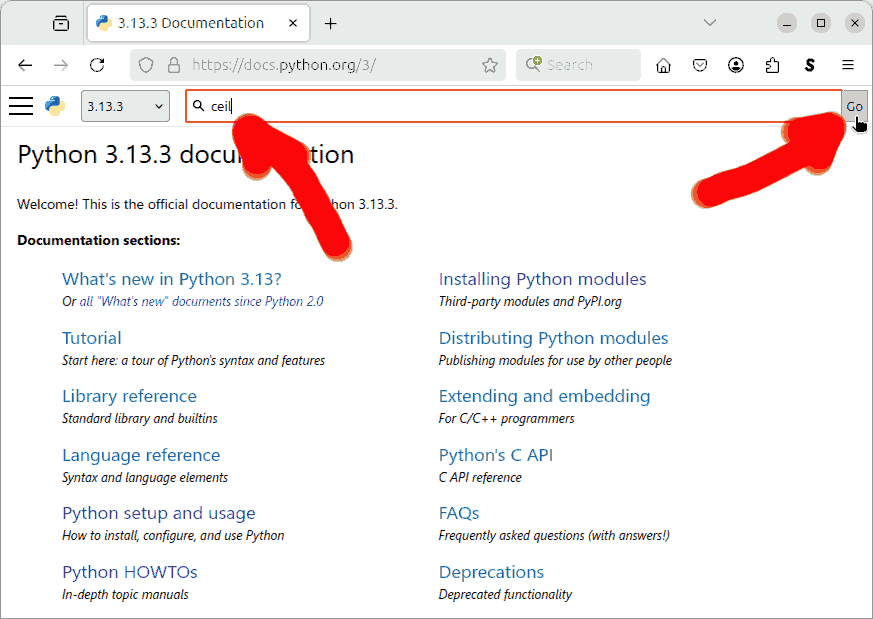 3.13.3 Documentation
https://docs.python.org/3/
Search
3.13.3
ceil
Go
Python 3.13.3 docu tion
Welcome! This is the official documentation fo hon 3.13.3.
Documentation sections:
What's new in Python 3.13?
Or all "What's new" documents since Python 2.0
Tutorial
Start here: a tour of Python's syntax and features
Library reference
Standard library and builtins
Language reference
Syntax and language elements
Python setup and usage
How to install, configure, and use Python
Python HOWTOs
In-depth topic manuals
Installing Python modules
Third-party modules and PyPI.org
Distributing Python modules
Publishing modules for use by other people
Extending and embedding
For C/C++ programmers
Python's C API
C API reference
FAQs
Frequently asked questions (with answers!)
Deprecations
Deprecated functionality